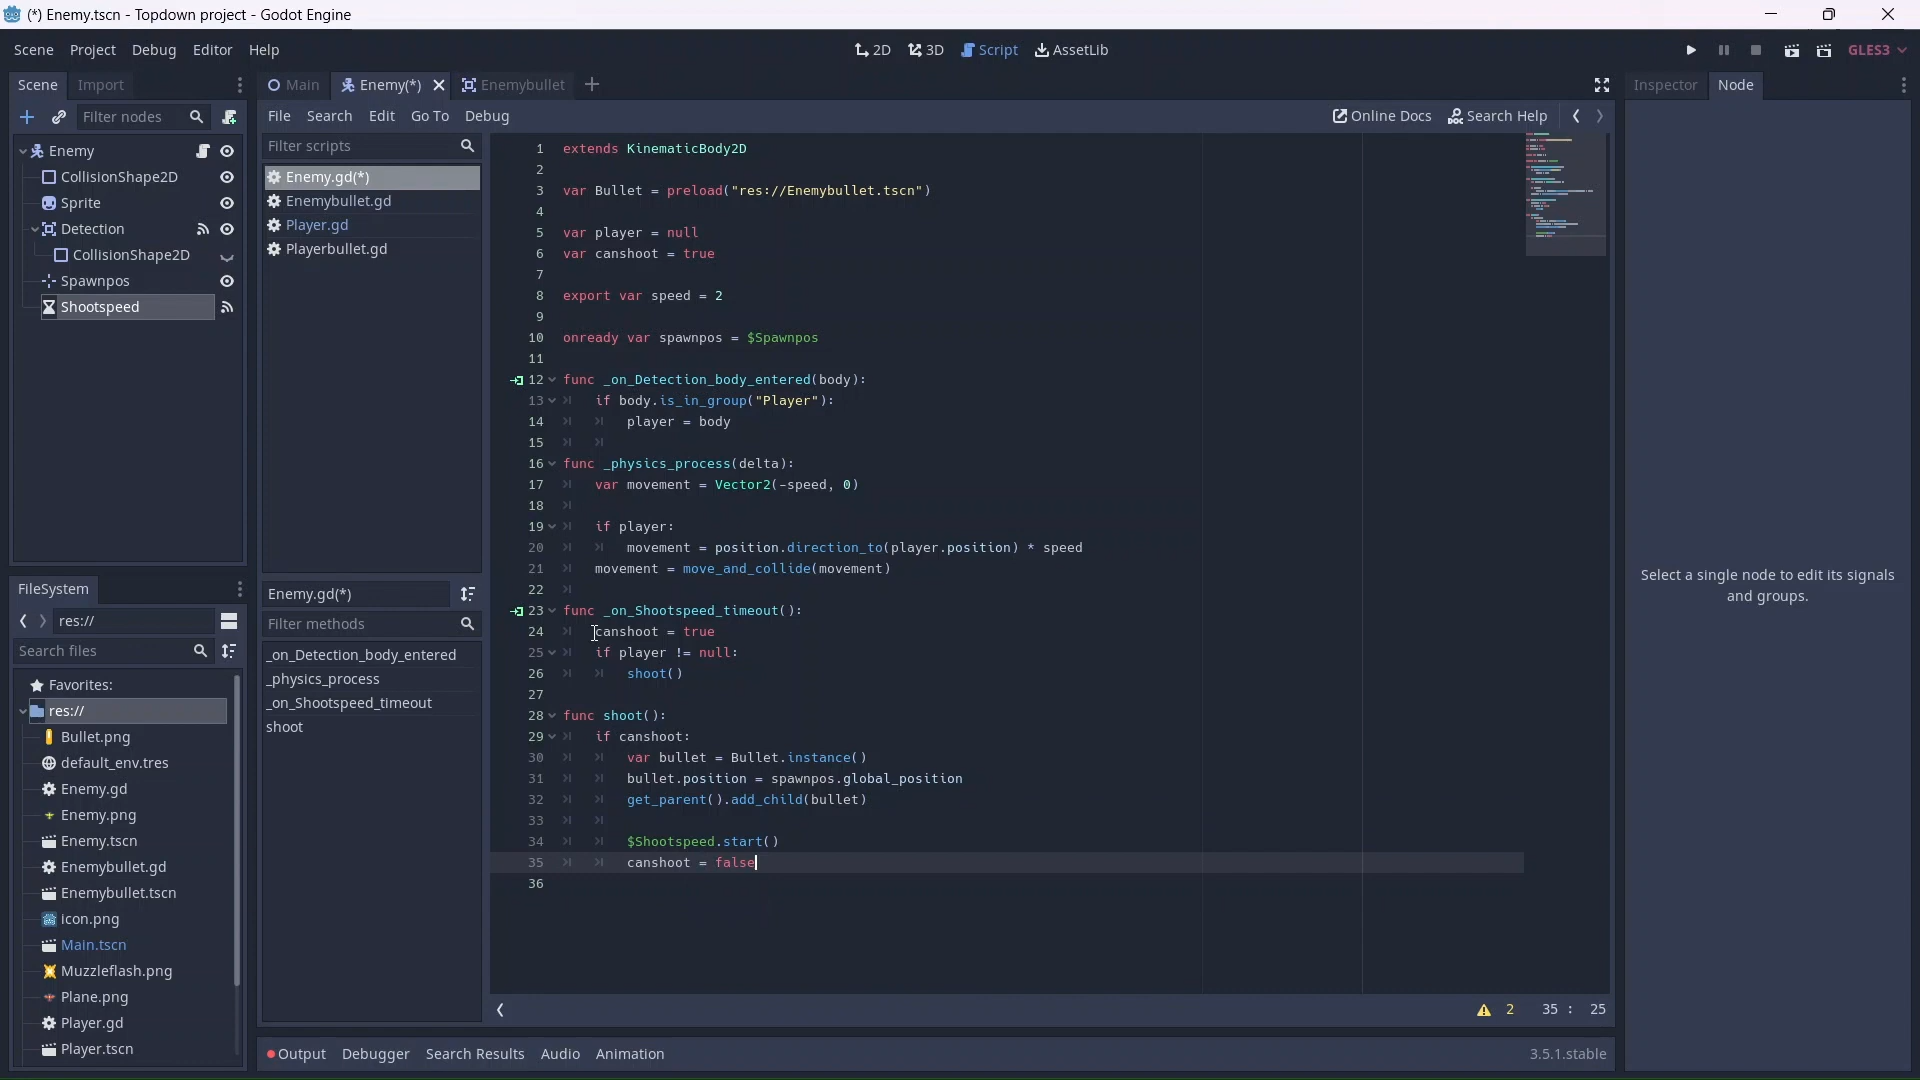 (*) Enemy.tscn - Topdown project - Godot Engine
Scene Project Debug Editor Help
2D 3D Script AssetLib
GLES3
Scene Import
Filter nodes
Enemy
CollisionShape2D
Sprite
Detection
CollisionShape2D
Spawnpos
Shootspeed
FileSystem
res://
Search files
Favorites:
res://
Bullet.png
default_env.tres
Enemy.gd
Enemy.png
Enemy.tscn
Enemybullet.gd
Enemybullet.tscn
icon.png
Main.tscn
Muzzleflash.png
Plane.png
Player.gd
Player.tscn
Main Enemy(*) Enemybullet
File Search Edit Go To Debug
Online Docs Search Help
Filter scripts
Enemy.gd(*)
Enemybullet.gd
Player.gd
Playerbullet.gd
Enemy.gd(*)
Filter methods
_on_Detection_body_entered
_physics_process
_on_Shootspeed_timeout
shoot
1 extends KinematicBody2D
2
3 var Bullet = preload("res://Enemybullet.tscn")
4
5 var player = null
6 var canshoot = true
7
8 export var speed = 2
9
10 onready var spawnpos = $Spawnpos
11
12 func _on_Detection_body_entered(body):
13 if body.is_in_group("Player"):
14 player = body
15
16 func _physics_process(delta):
17 var movement = Vector2(-speed, 0)
18
19 if player:
20 movement = position.direction_to(player.position) * speed
21 movement = move_and_collide(movement)
22
23 func _on_Shootspeed_timeout():
24 canshoot = true
25 if player != null:
26 shoot()
27
28 func shoot():
29 if canshoot:
30 var bullet = Bullet.instance()
31 bullet.position = spawnpos.global_position
32 get_parent().add_child(bullet)
33
34 $Shootspeed.start()
35 canshoot = false
36
2 35 : 25
Output Debugger Search Results Audio Animation
3.5.1.stable
Inspector Node
Select a single node to edit its signals
and groups.